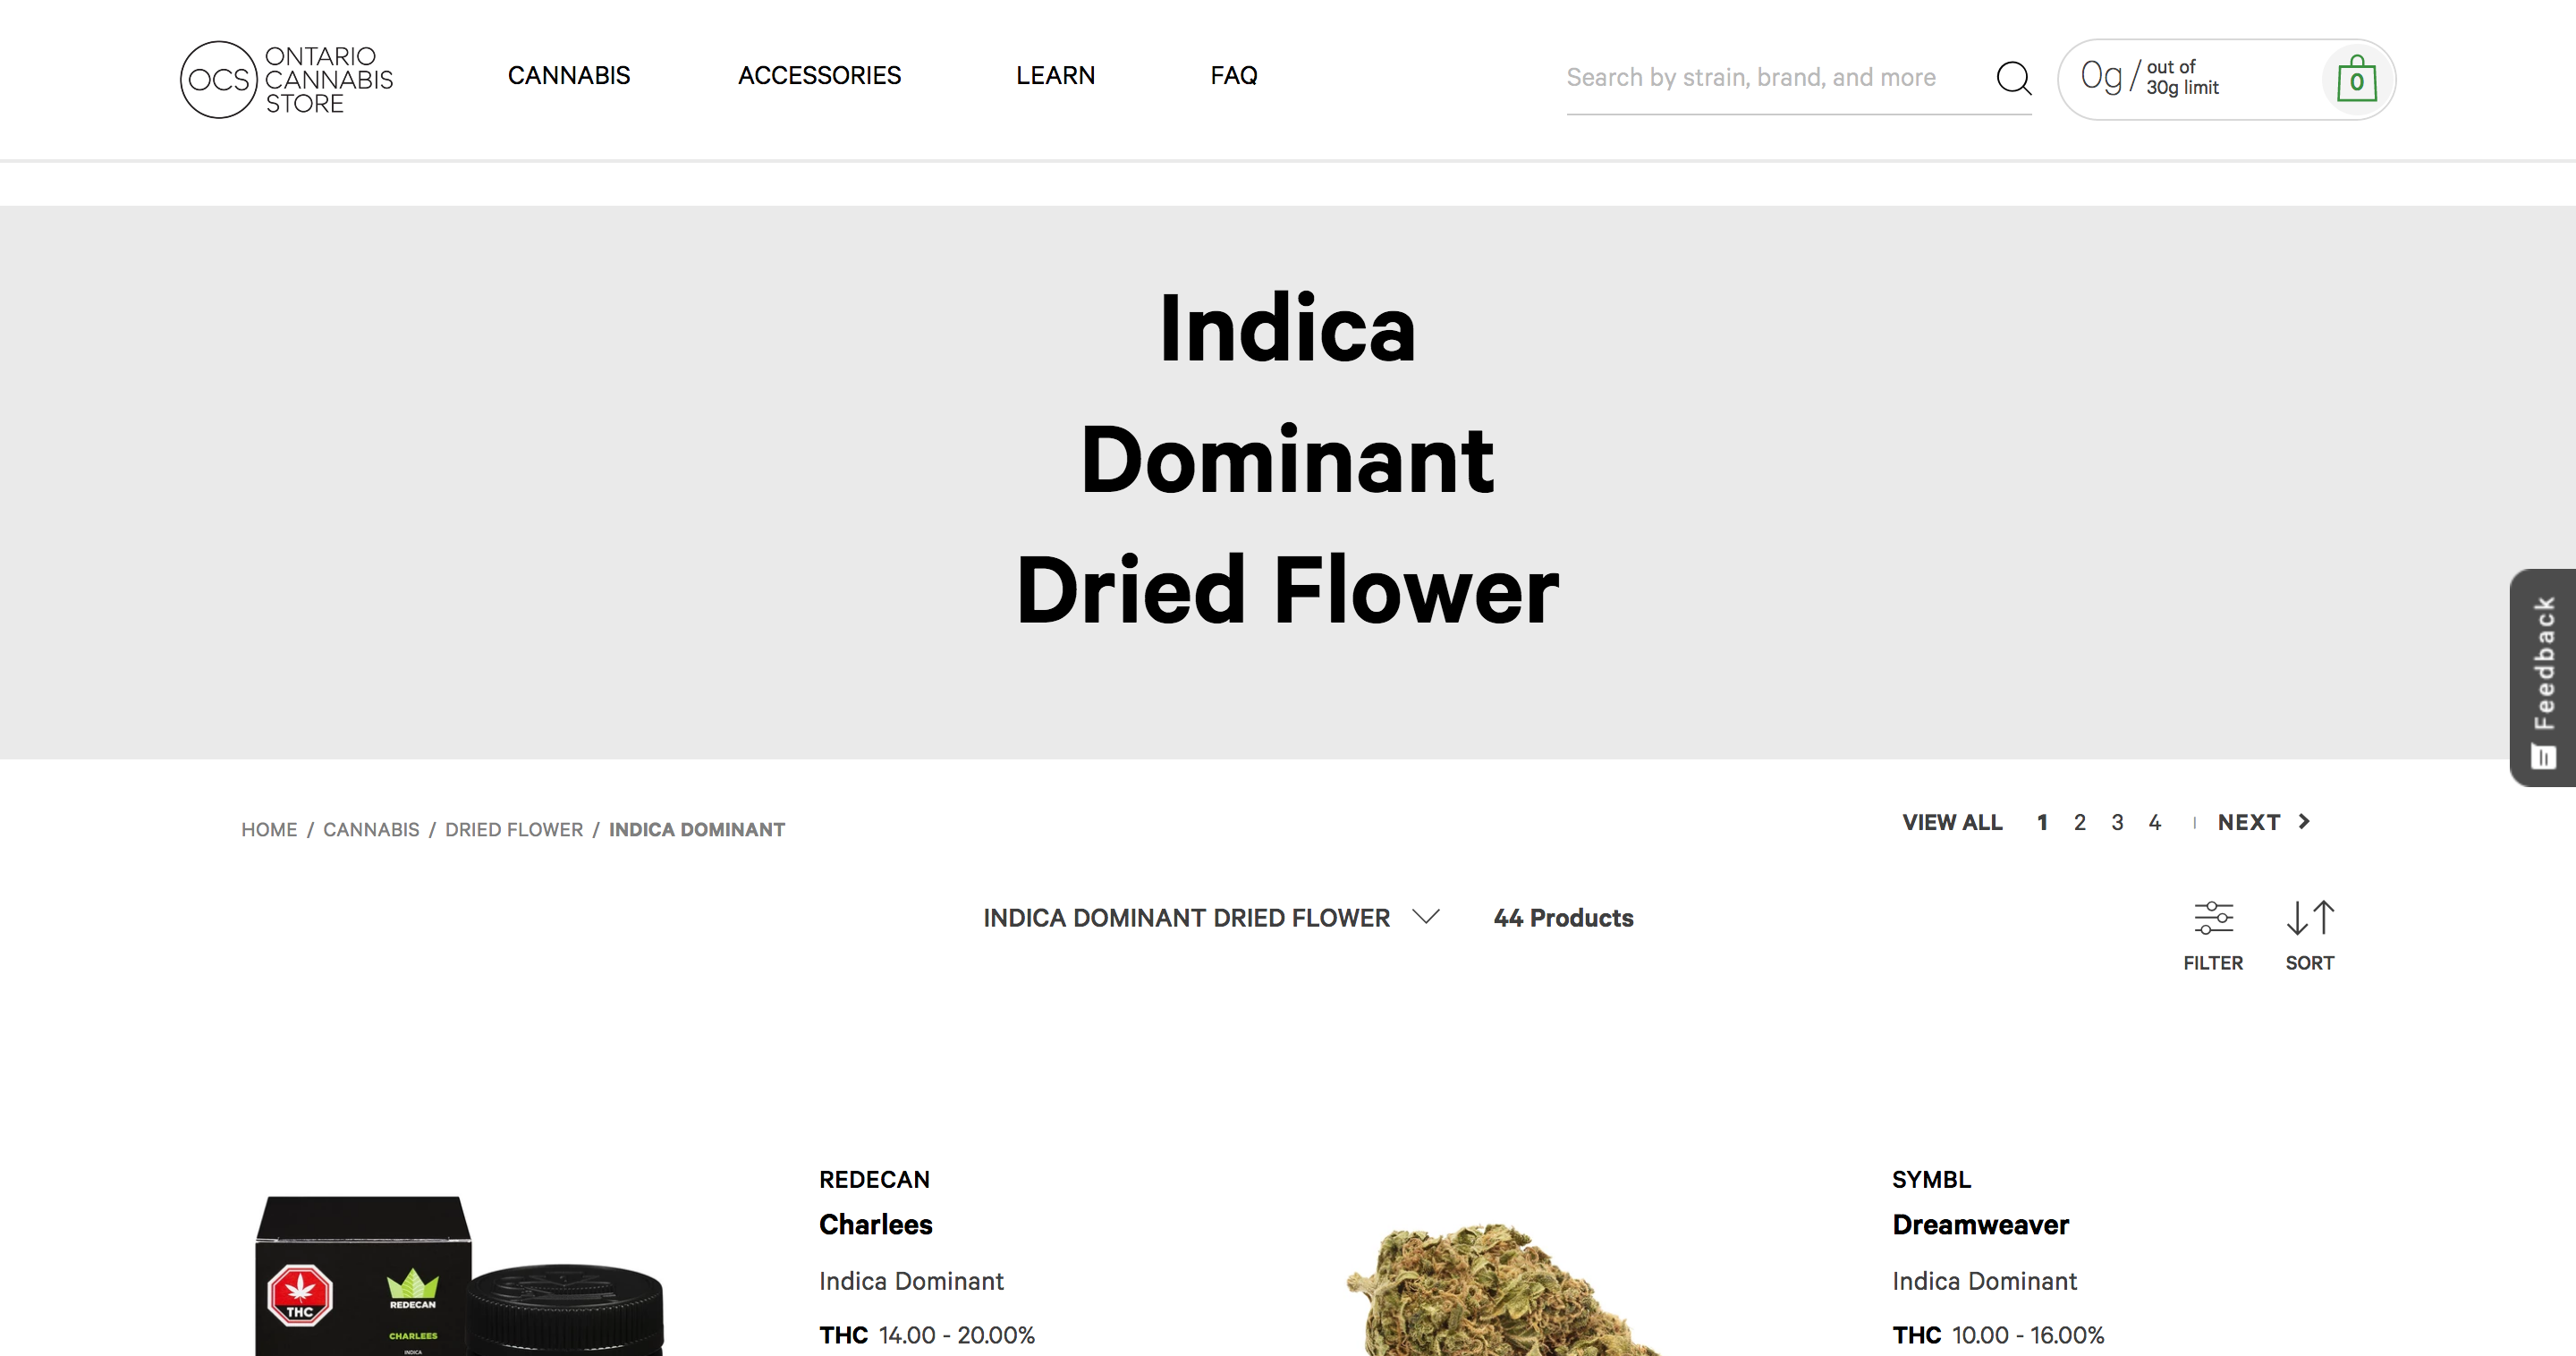 OCS
ONTARIO
CANNABIS
STORE
CANNABIS
ACCESSORIES
LEARN
FAQ
Search by strain, brand, and more
0g / out of
30g limit
0
Indica
Dominant
Dried Flower
Feedback
HOME / CANNABIS / DRIED FLOWER / INDICA DOMINANT
VIEW ALL 1 2 3 4 | NEXT >
INDICA DOMINANT DRIED FLOWER
44 Products
FILTER
SORT
THC
REDECAN
CHARLEES
INDICA
REDECAN
Charlees
Indica Dominant
THC 14.00 - 20.00%
SYMBL
Dreamweaver
Indica Dominant
THC 10.00 - 16.00%